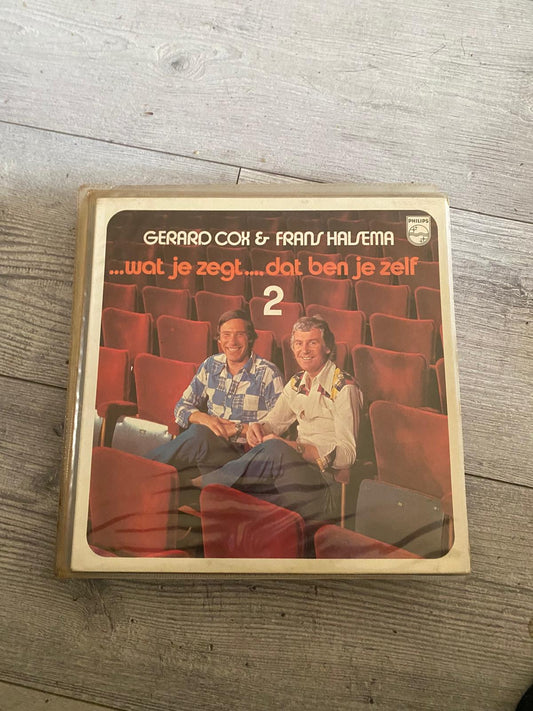 PHILIPS
GERARD COX & FRANS HALSEMA
...wat je zegt...,dat ben je zelf
2